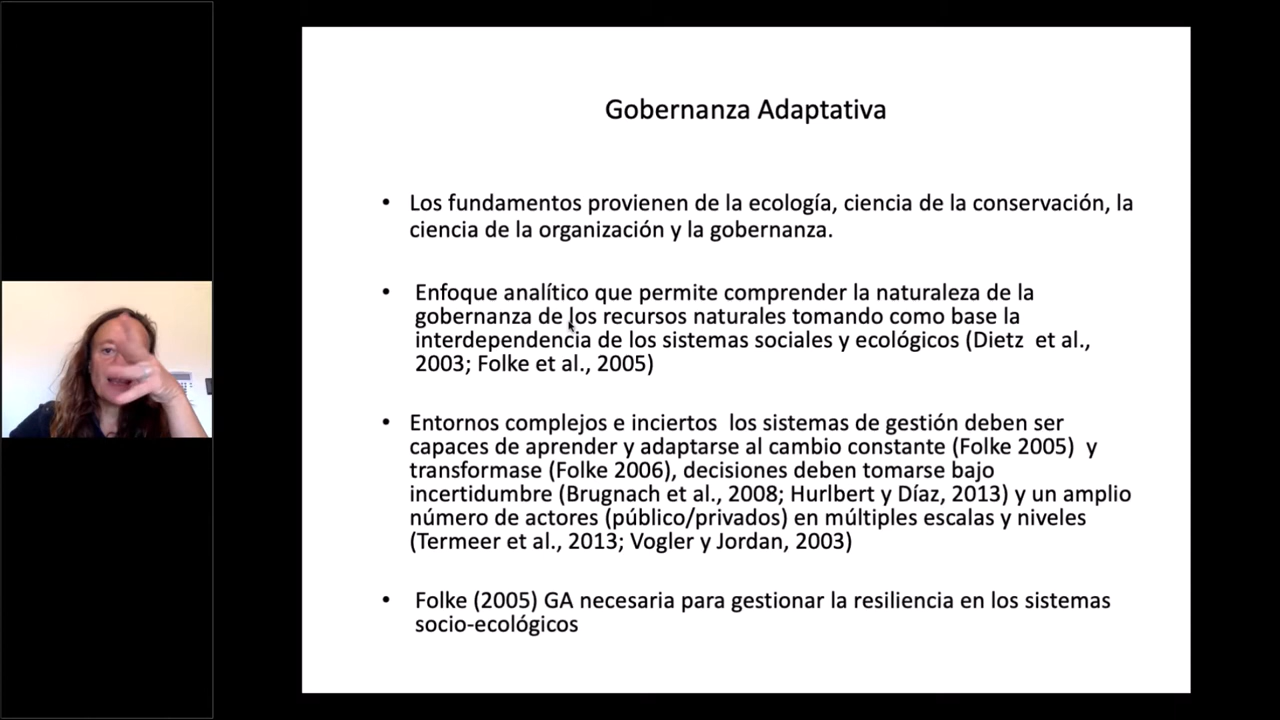 Gobernanza Adaptativa
• Los fundamentos provienen de la ecología, ciencia de la conservación, la
ciencia de la organización y la gobernanza.
• Enfoque analítico que permite comprender la naturaleza de la
gobernanza de los recursos naturales tomando como base la
interdependencia de los sistemas sociales y ecológicos (Dietz et al.,
2003; Folke et al., 2005)
• Entornos complejos e inciertos los sistemas de gestión deben ser
capaces de aprender y adaptarse al cambio constante (Folke 2005) y
transformase (Folke 2006), decisiones deben tomarse bajo
incertidumbre (Brugnach et al., 2008; Hurlbert y Díaz, 2013) y un amplio
número de actores (público/privados) en múltiples escalas y niveles
(Termeer et al., 2013; Vogler y Jordan, 2003)
• Folke (2005) GA necesaria para gestionar la resiliencia en los sistemas
socio-ecológicos